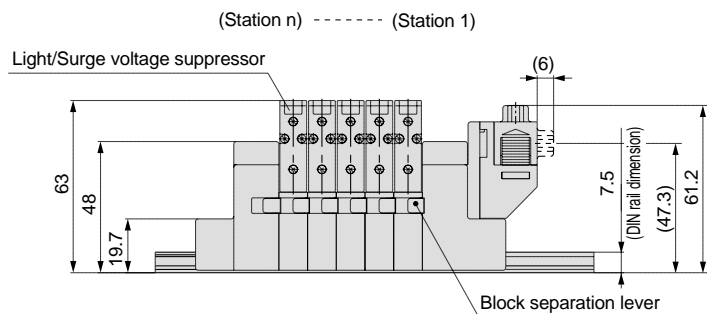 (Station n) ------- (Station 1)
Light/Surge voltage suppressor
(6)
63
48
19.7
7.5
(DIN rail dimension)
(47.3)
61.2
Block separation lever